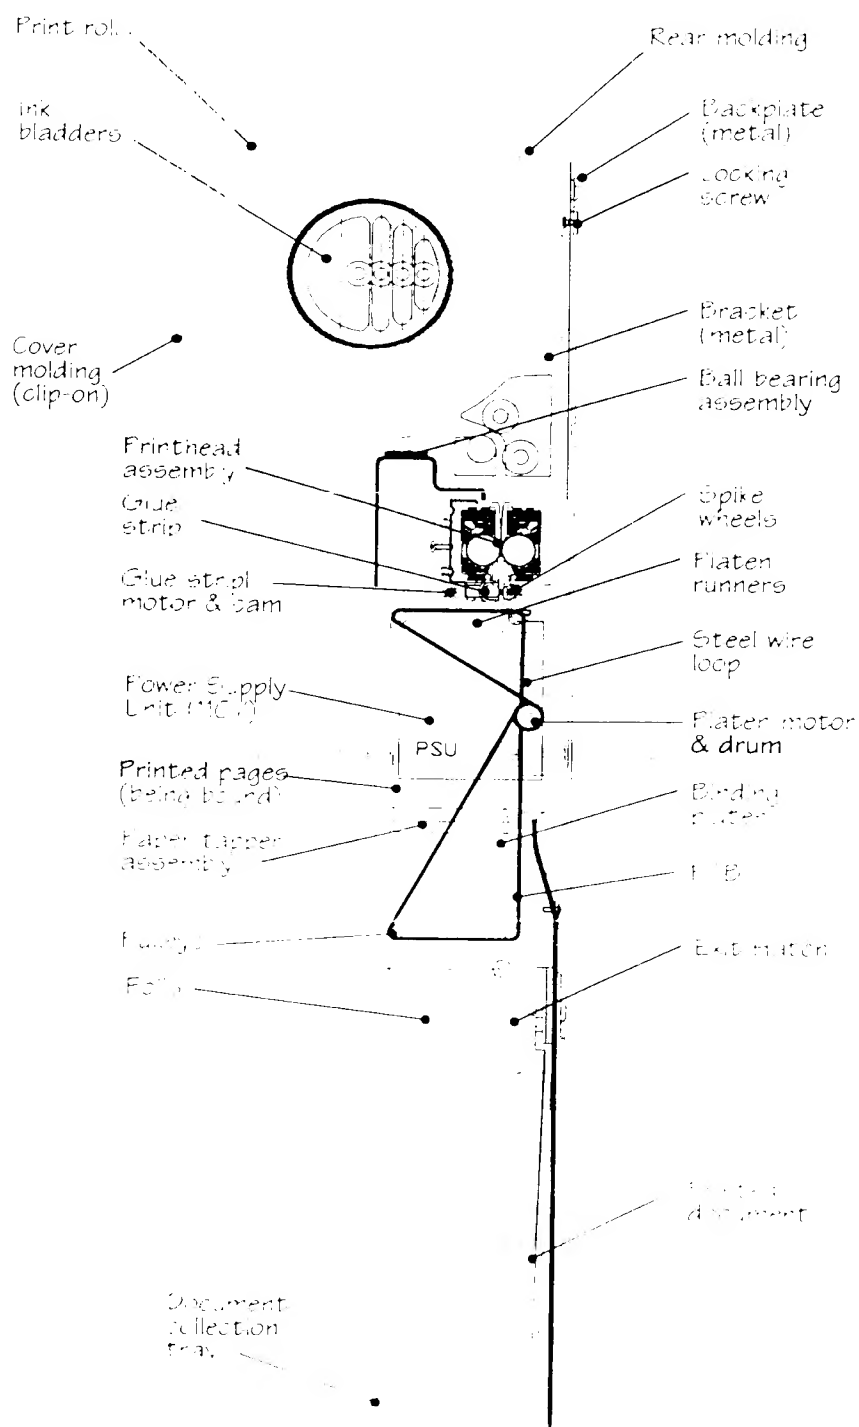 Print roll
Rear molding
Ink
bladders
Backplate
(metal)
Locking
screw
Bracket
(metal)
Cover
molding
(clip-on)
Ball bearing
assembly
Printhead
assembly
Glue
strip
Spike
wheels
Glue strip
motor & cam
Platen
runners
Steel wire
loop
Power Supply
Unit
PSU
Platen motor
& drum
Printed pages
(being bound)
Binding
platen
Paper tapper
assembly
Exit hatch
document
Document
collection
tray